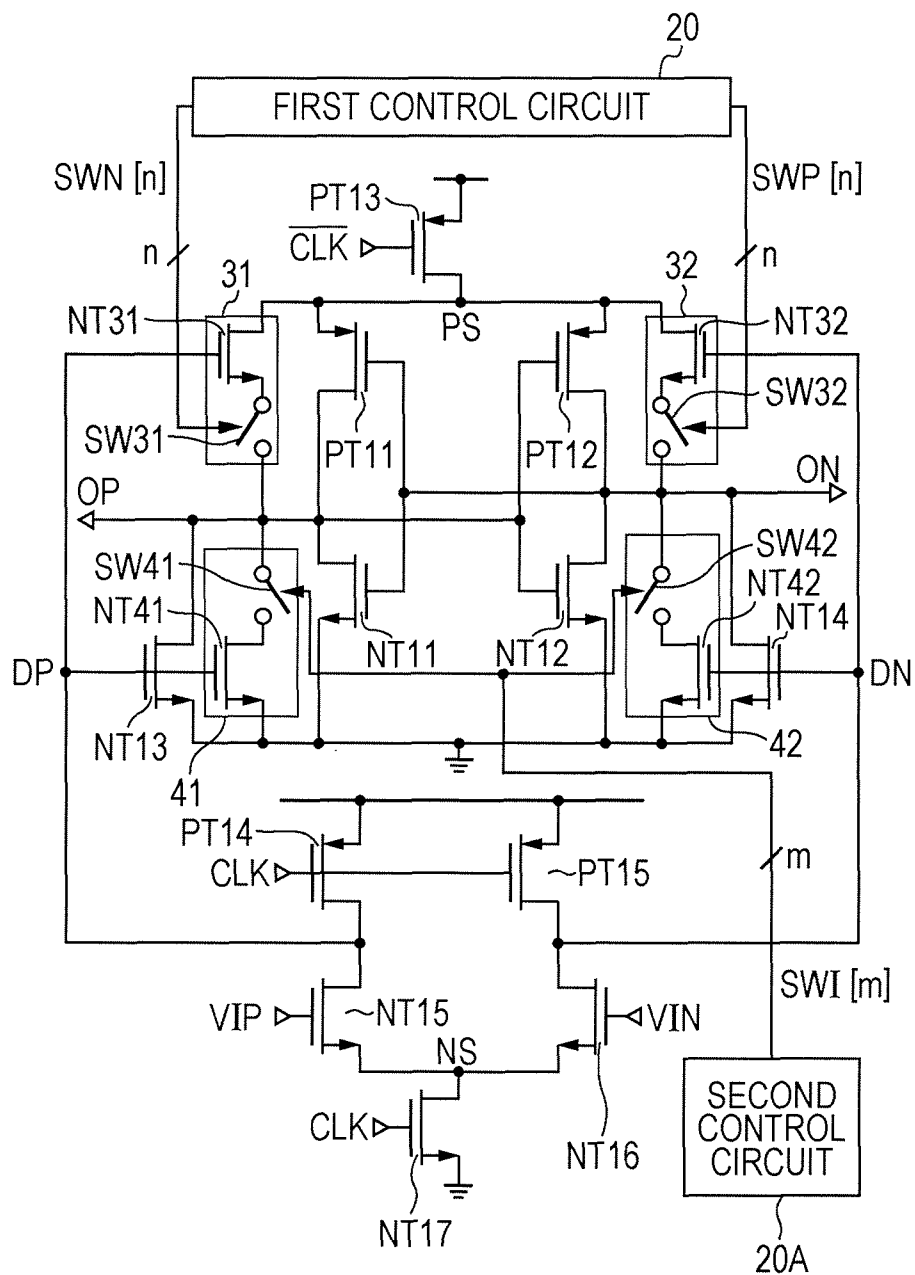 20
FIRST CONTROL CIRCUIT
SWN [n]
SWP [n]
PT13
CLK
n
n
31
32
NT31
NT32
PS
SW31
SW32
PT11
PT12
OP
ON
SW41
SW42
NT41
NT42
NT11
NT12
NT14
DP
DN
NT13
41
42
PT14
CLK
PT15
m
VIP
NT15
VIN
SWI [m]
NS
CLK
NT16
NT17
SECOND
CONTROL
CIRCUIT
20A